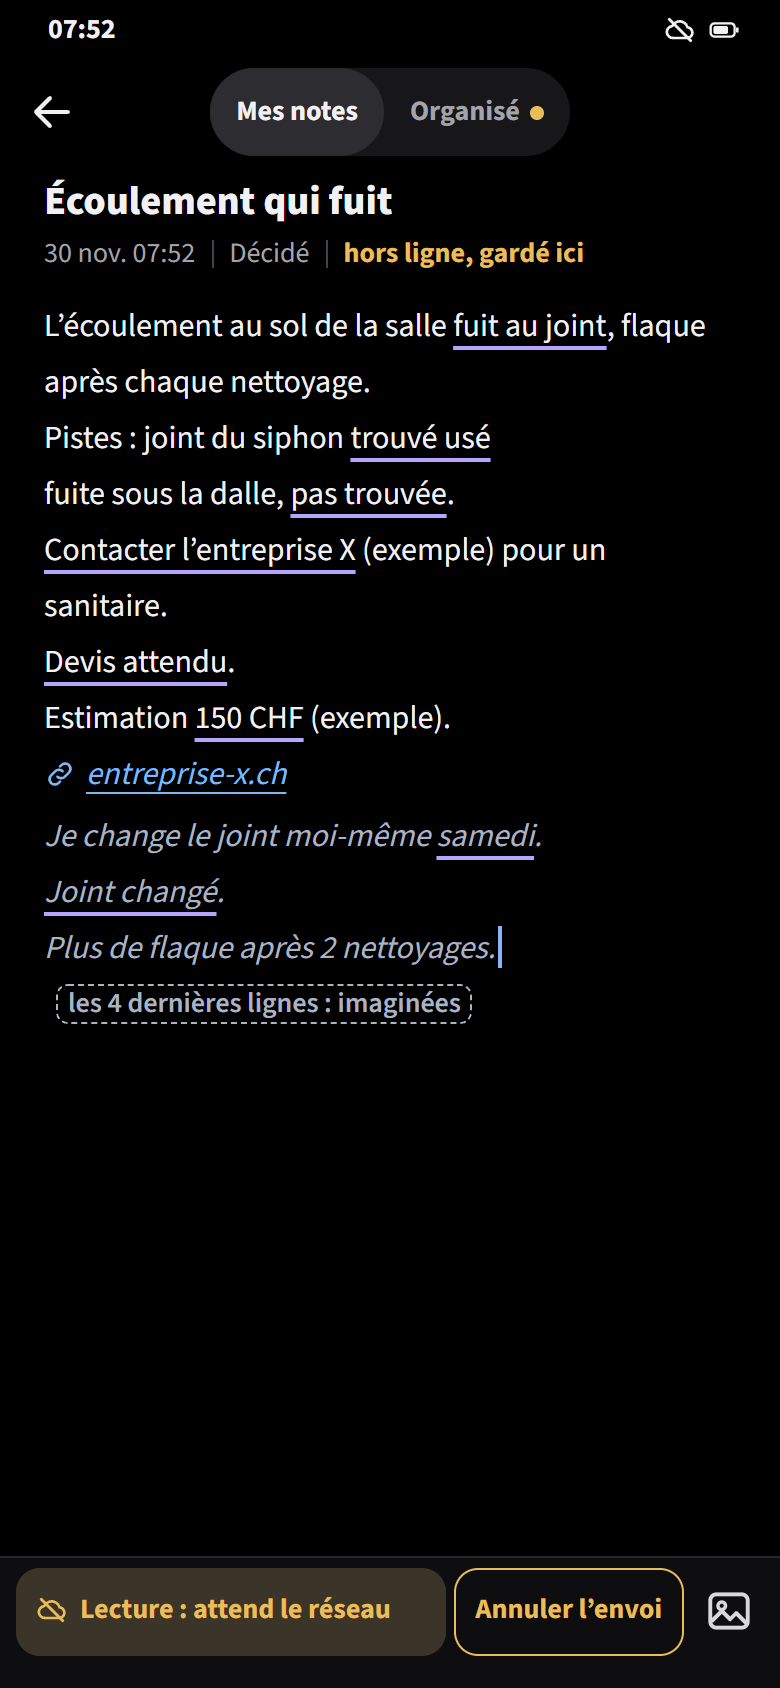 07:52
Mes notes
Organisé
Écoulement qui fuit
30 nov. 07:52 | Décidé | hors ligne, gardé ici
L’écoulement au sol de la salle fuit au joint, flaque
après chaque nettoyage.
Pistes : joint du siphon trouvé usé
fuite sous la dalle, pas trouvée.
Contacter l’entreprise X (exemple) pour un
sanitaire.
Devis attendu.
Estimation 150 CHF (exemple).
entreprise-x.ch
Je change le joint moi-même samedi.
Joint changé.
Plus de flaque après 2 nettoyages.
les 4 dernières lignes : imaginées
Lecture : attend le réseau
Annuler l’envoi